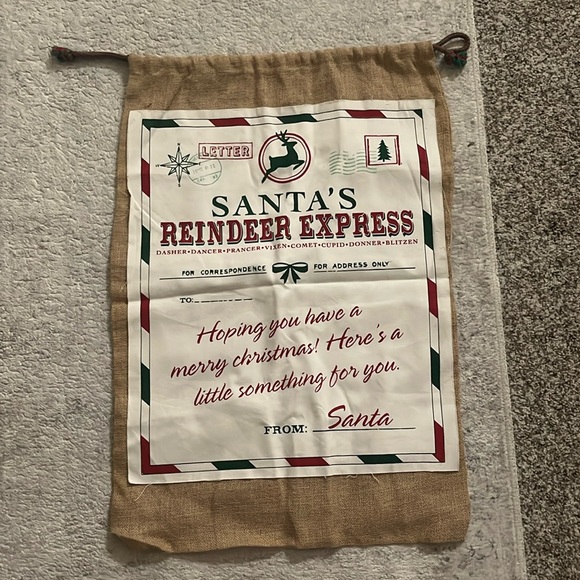 LETTER
SANTA'S
REINDEER EXPRESS
DASHER•DANCER•PRANCER•VIXEN•COMET•CUPID•DONNER•BLITZEN
FOR CORRESPONDENCE FOR ADDRESS ONLY
TO:
Hoping you have a
merry christmas! Here's a
little something for you.
FROM: Santa